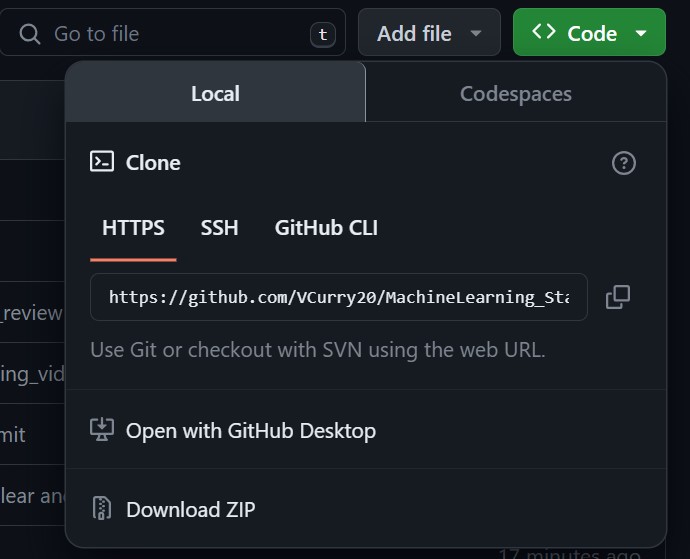 Go to file
t
Add file
Code
Local
Codespaces
Clone
HTTPS
SSH
GitHub CLI
https://github.com/VCurry20/MachineLearning_Sta
Use Git or checkout with SVN using the web URL.
_review
ing_vid
Open with GitHub Desktop
mit
lear an
Download ZIP
17 minutes ago